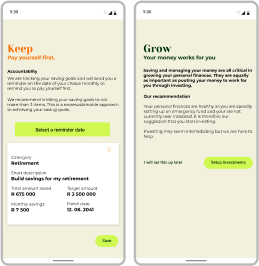 9:30
Keep
Pay yourself first.
Accountability
We are tracking your saving goals and will send you a
reminder on the date of your choice monthly to
remind you to pay yourself first.
We recommend limiting your saving goals to not
more than 3 items. This is a more sustainable approach
to achieving your goals.
Select a reminder date
Category
Retirement
Short description
Build savings for my retirement
Total amount saved
R 675 000
Target amount
R 3 500 000
Monthly savings
R 7 500
Finish date
12. 08. 2041
Save
9:30
Grow
Your money works for you
Saving and managing your money are all critical in
growing your personal finances. They are equally
as important as putting your money to work for
you through investing.
Our recommendation
Your personal finances are healthy as you are steadily
setting up an emergency fund and your are not
currently over indebted. It is therefore our
suggestion that you start investing.
Investing may seem intimidating but we are here to
help.
I will set this up later
Setup Investments